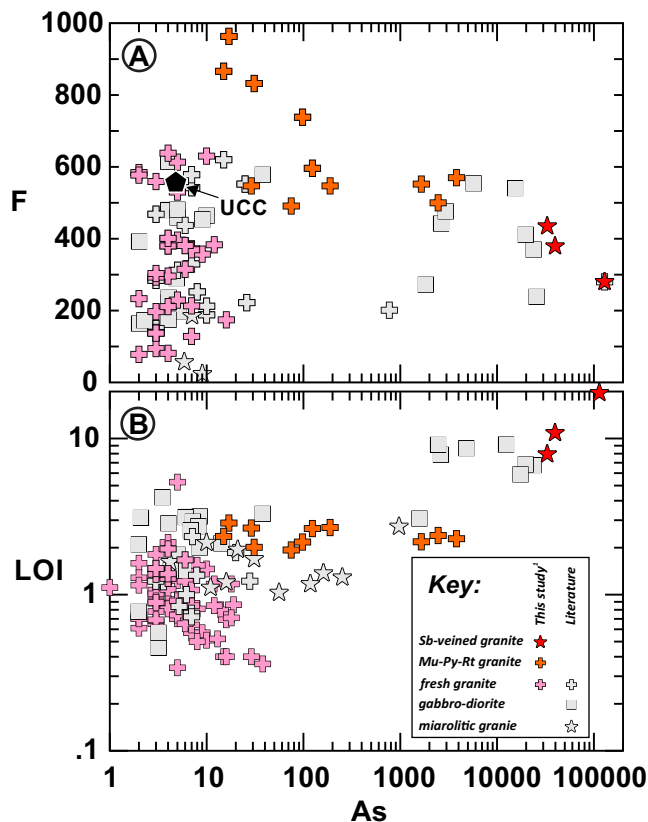 1000
A
800
600
F
UCC
400
200
0
B
10
LOI
1
.1
Key:
This study'
Literature
Sb-veined granite
Mu-Py-Rt granite
fresh granite
gabbro-diorite
miarolitic granie
1 10 100 1000 10000 100000
As